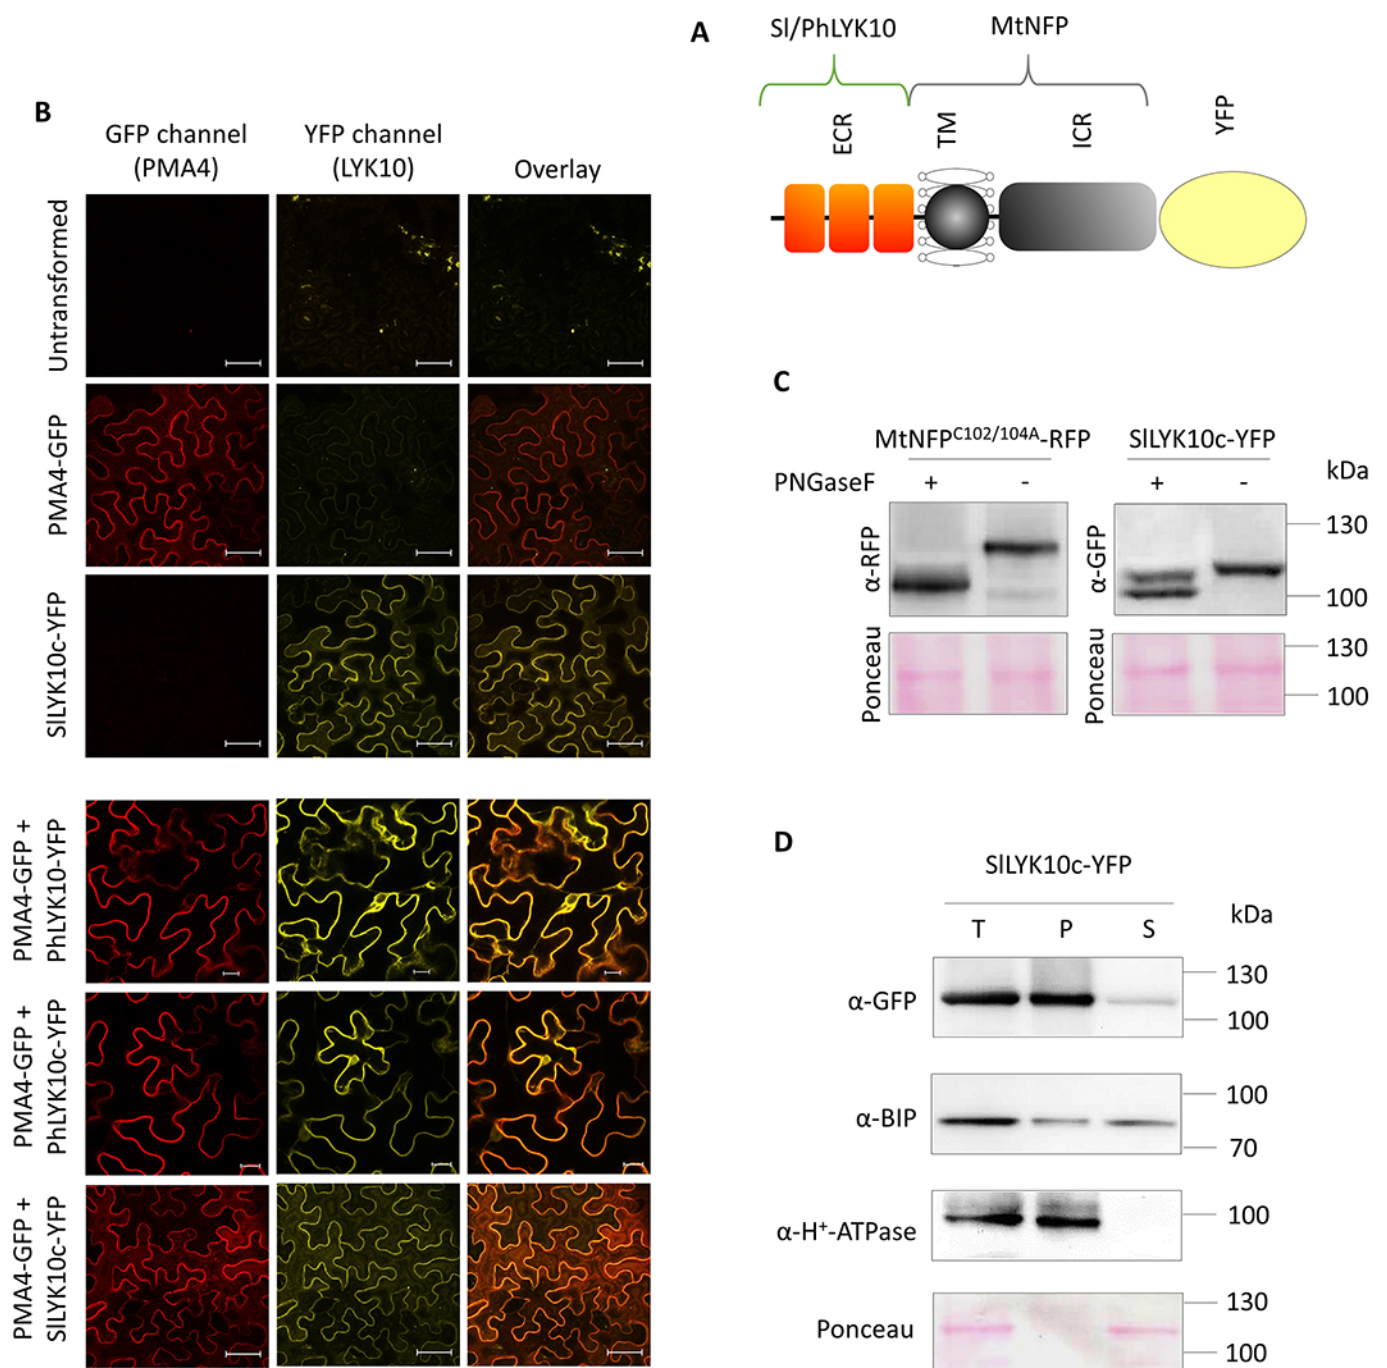 A
Sl/PhLYK10
MtNFP
ECR
TM
ICR
YFP
B
GFP channel
(PMA4)
YFP channel
(LYK10)
Overlay
Untransformed
PMA4-GFP
SlLYK10c-YFP
PMA4-GFP +
PhLYK10-YFP
PMA4-GFP +
PhLYK10c-YFP
PMA4-GFP +
SlLYK10c-YFP
C
MtNFPC102/104A-RFP
SlLYK10c-YFP
kDa
PNGaseF + - + -
α-RFP
α-GFP
130
100
Ponceau
Ponceau
130
100
D
SlLYK10c-YFP
T P S
kDa
α-GFP
130
100
α-BIP
100
70
α-H+-ATPase
100
Ponceau
130
100